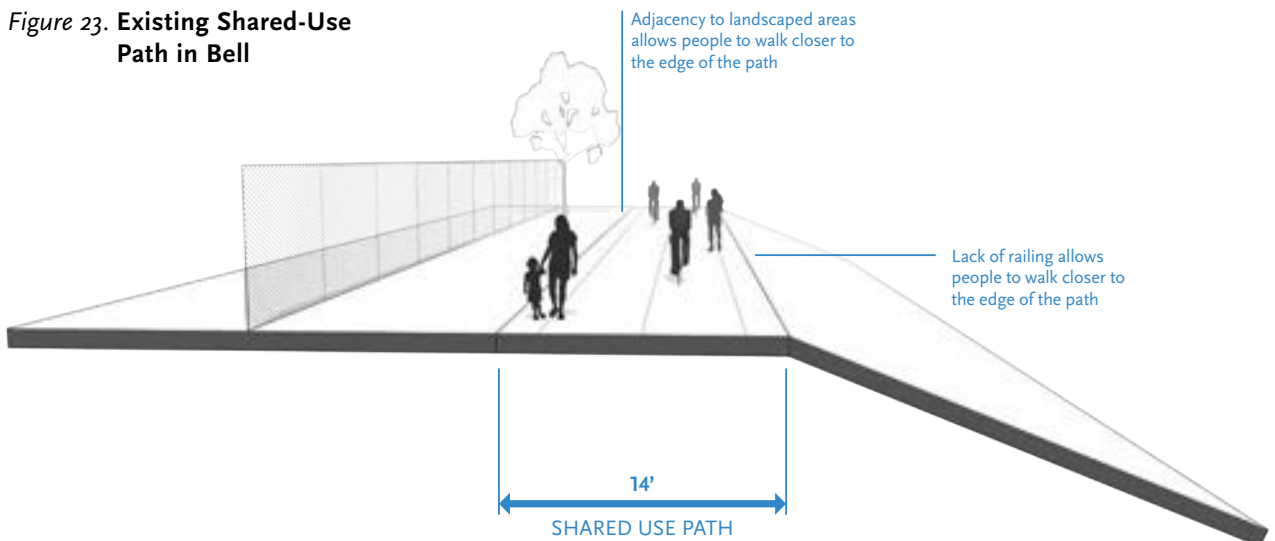 Figure 23. Existing Shared-Use
Path in Bell
Adjacency to landscaped areas
allows people to walk closer to
the edge of the path
Lack of railing allows
people to walk closer to
the edge of the path
14’
SHARED USE PATH